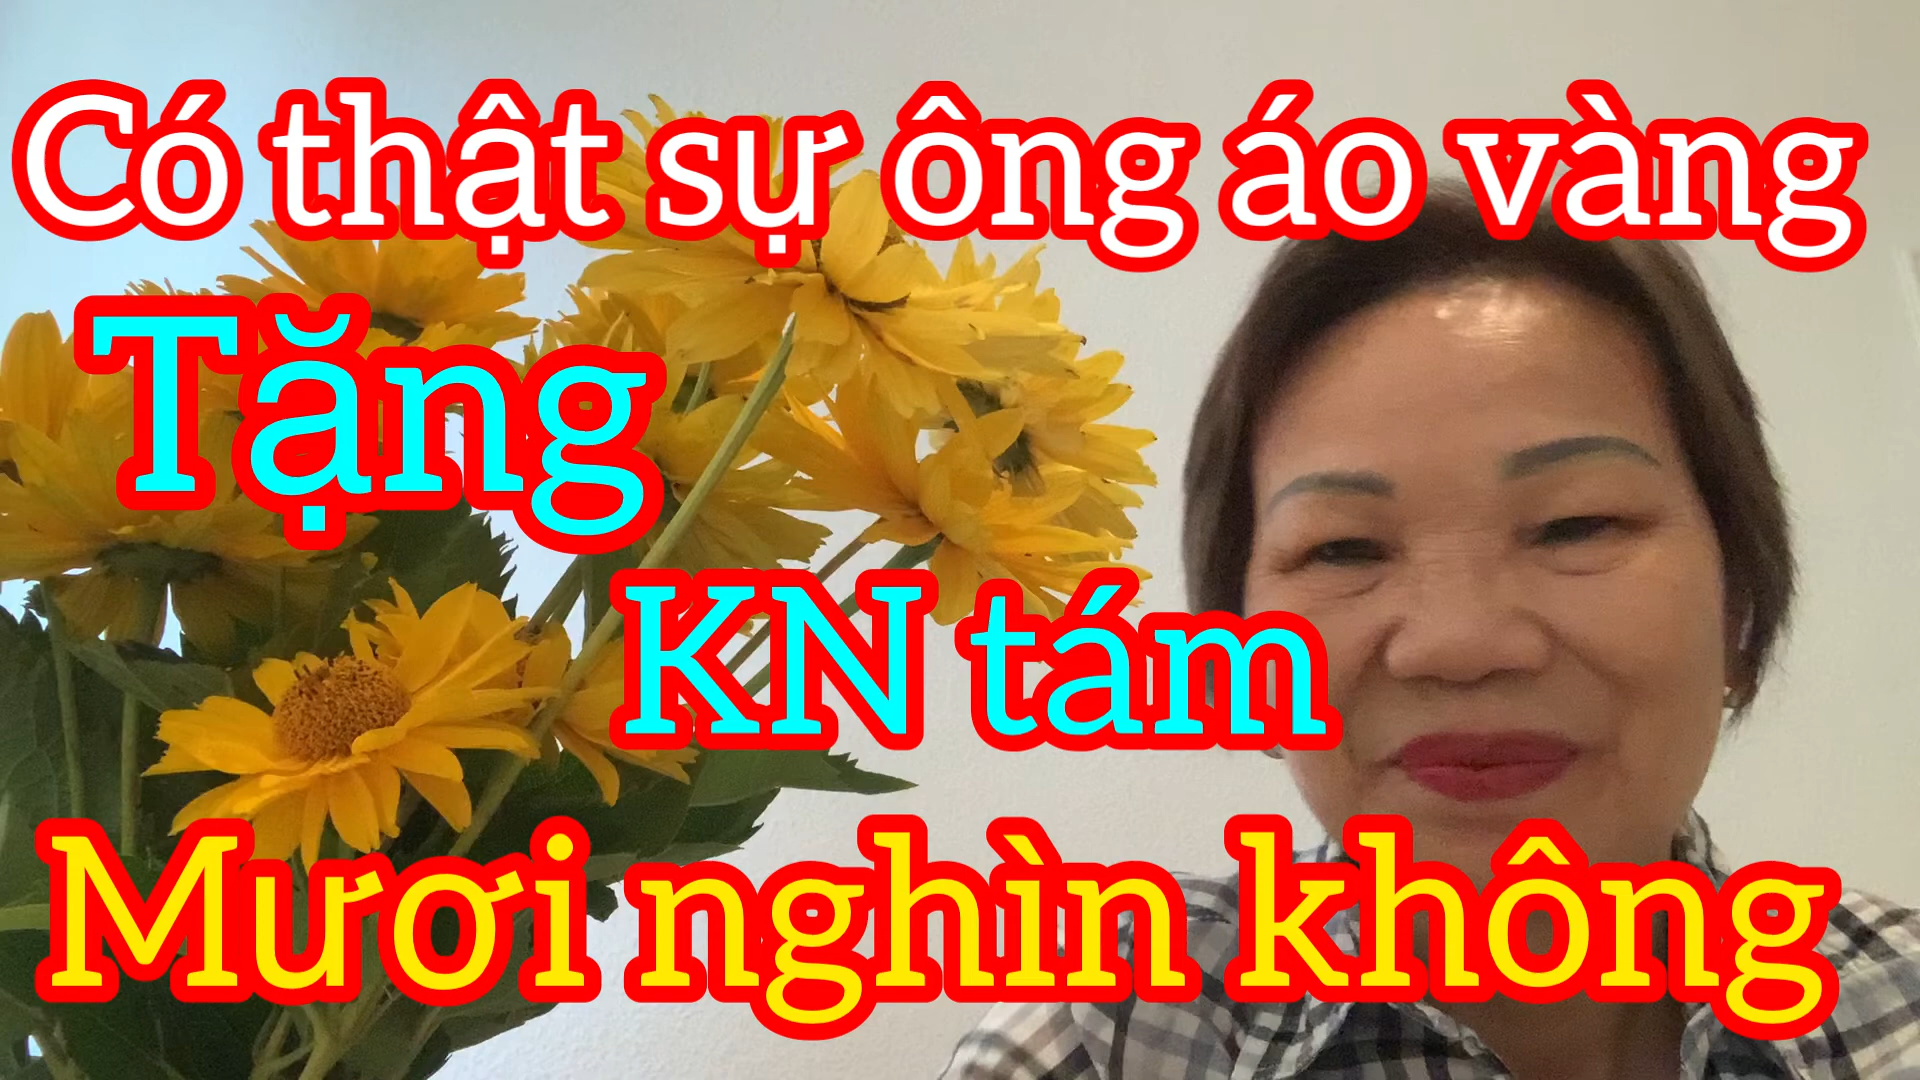 Có thật sự ông áo vàng
Tặng
KN tám
Mươi nghìn không